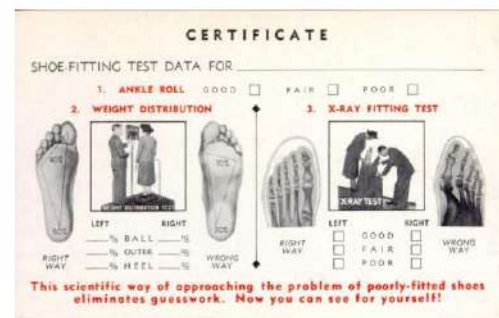 CERTIFICATE
SHOE-FITTING TEST DATA FOR
1. ANKLE ROLL GOOD FAIR POOR
2. WEIGHT DISTRIBUTION
WEIGHT DISTRIBUTION TEST
LEFT RIGHT
% BALL %
% OUTER %
% HEEL %
RIGHT WAY
WRONG WAY
3. X-RAY FITTING TEST
X-RAY TEST
LEFT RIGHT
GOOD
FAIR
POOR
RIGHT WAY
WRONG WAY
This scientific way of approaching the problem of poorly-fitted shoes
eliminates guesswork. Now you can see for yourself!